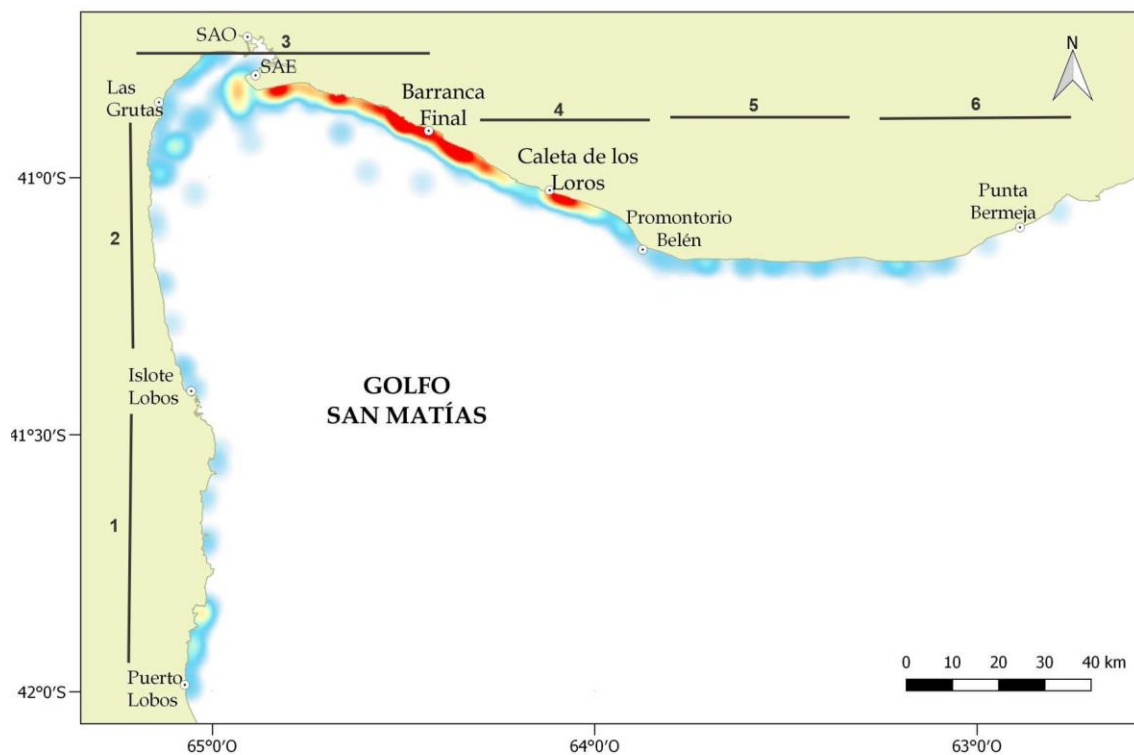 SAO
3
N
SAE
Las
Grutas
Barranca
Final
4
5
6
Caleta de los
Loros
41°0'S
Punta
Bermeja
Promontorio
Belén
2
Islote
Lobos
GOLFO
SAN MATÍAS
41°30'S
1
0 10 20 30 40 km
Puerto
Lobos
42°0'S
65°0'O 64°0'O 63°0'O